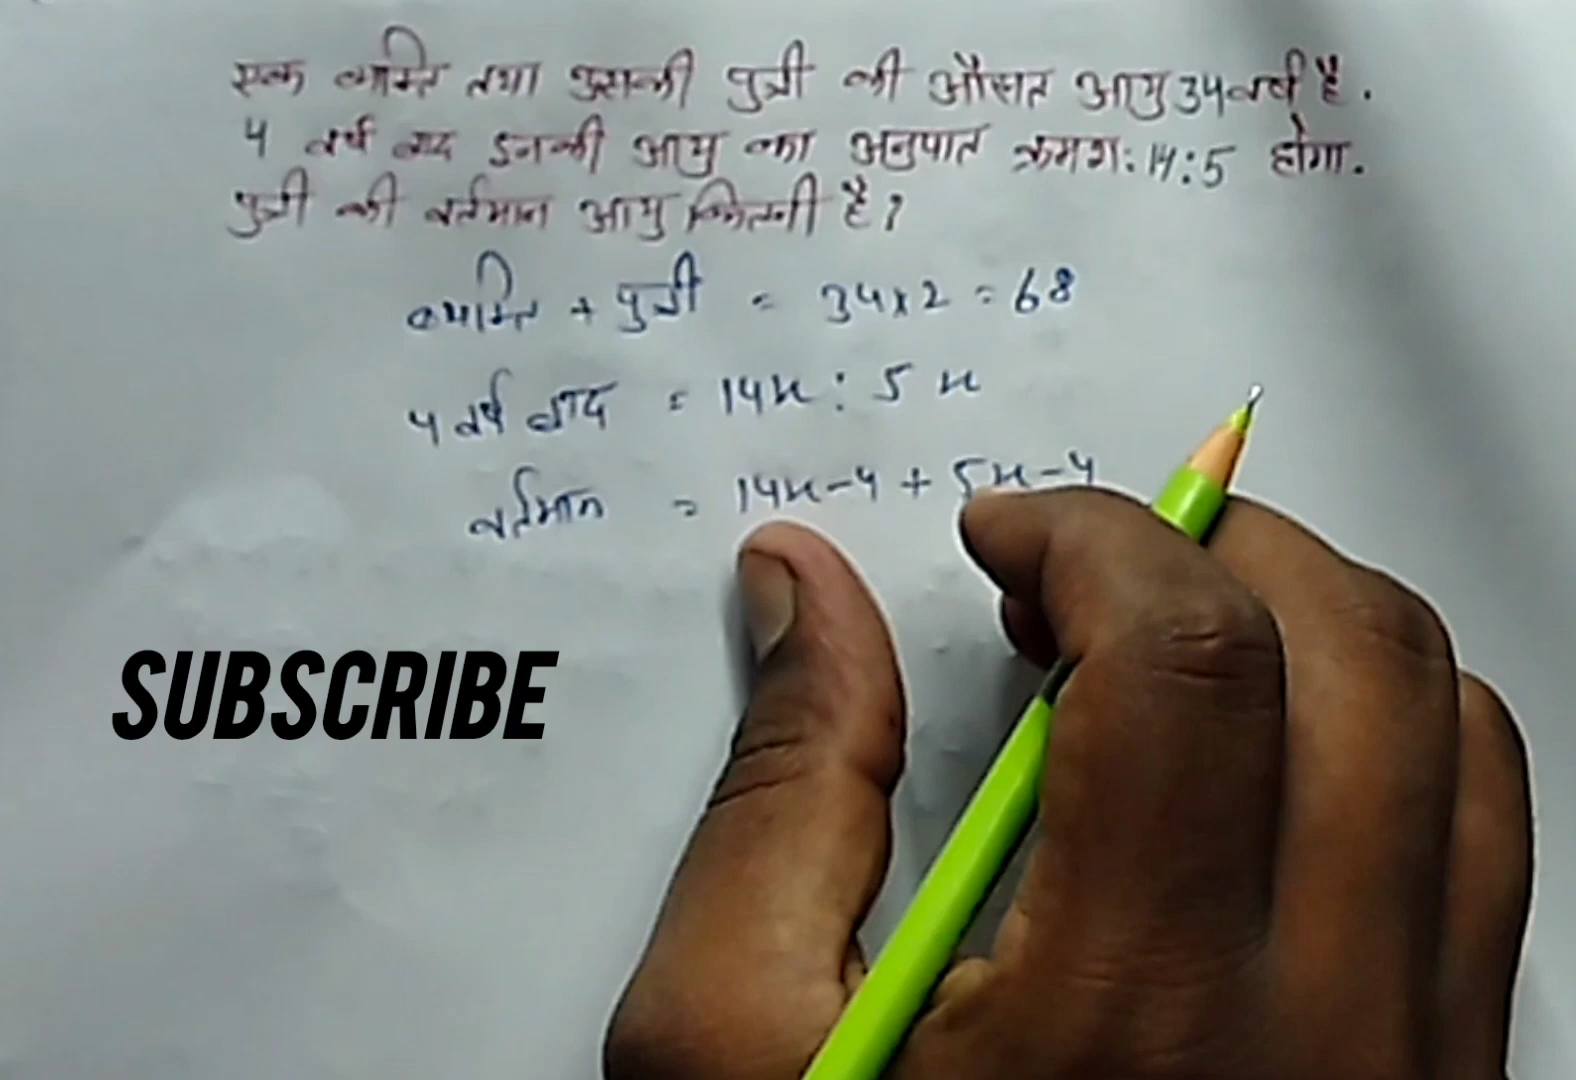 एक व्यक्ति तथा उसकी पुत्री की औसत आयु 34 वर्ष है.
4 वर्ष बाद इनकी आयु का अनुपात क्रमशः 14:5 होगा.
पुत्री की वर्तमान आयु कितनी है?
व्यक्ति + पुत्री = 34 x 2 = 68
4 वर्ष बाद = 14x : 5x
वर्तमान = 14x-4 + 5x-4
SUBSCRIBE